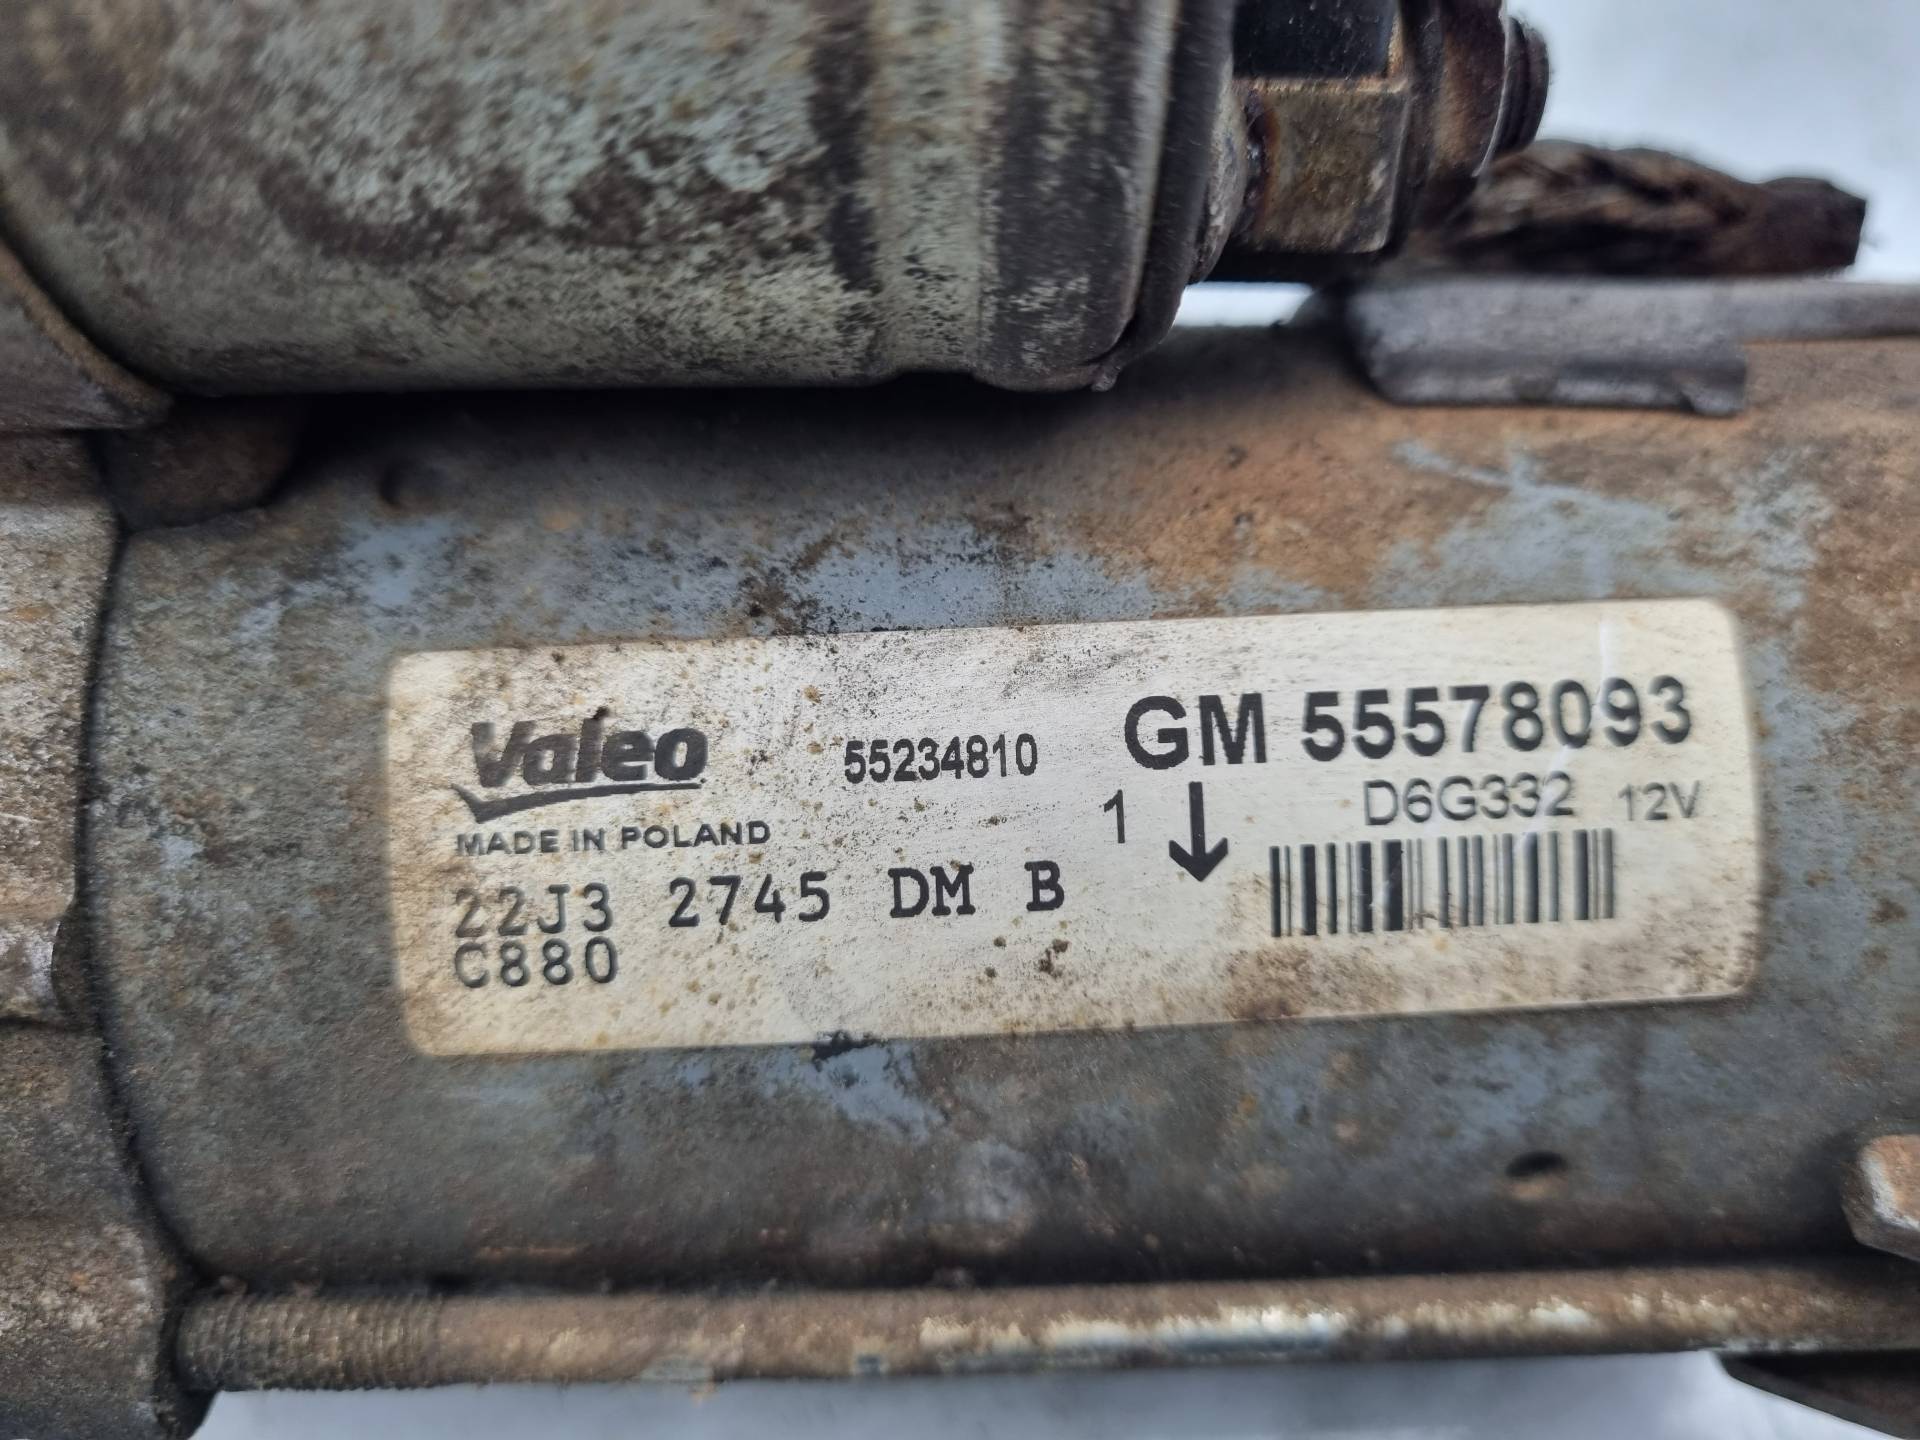 Valeo 55234810 GM 55578093
MADE IN POLAND 1 D6G332 12V
22J3 2745 DM B
C880